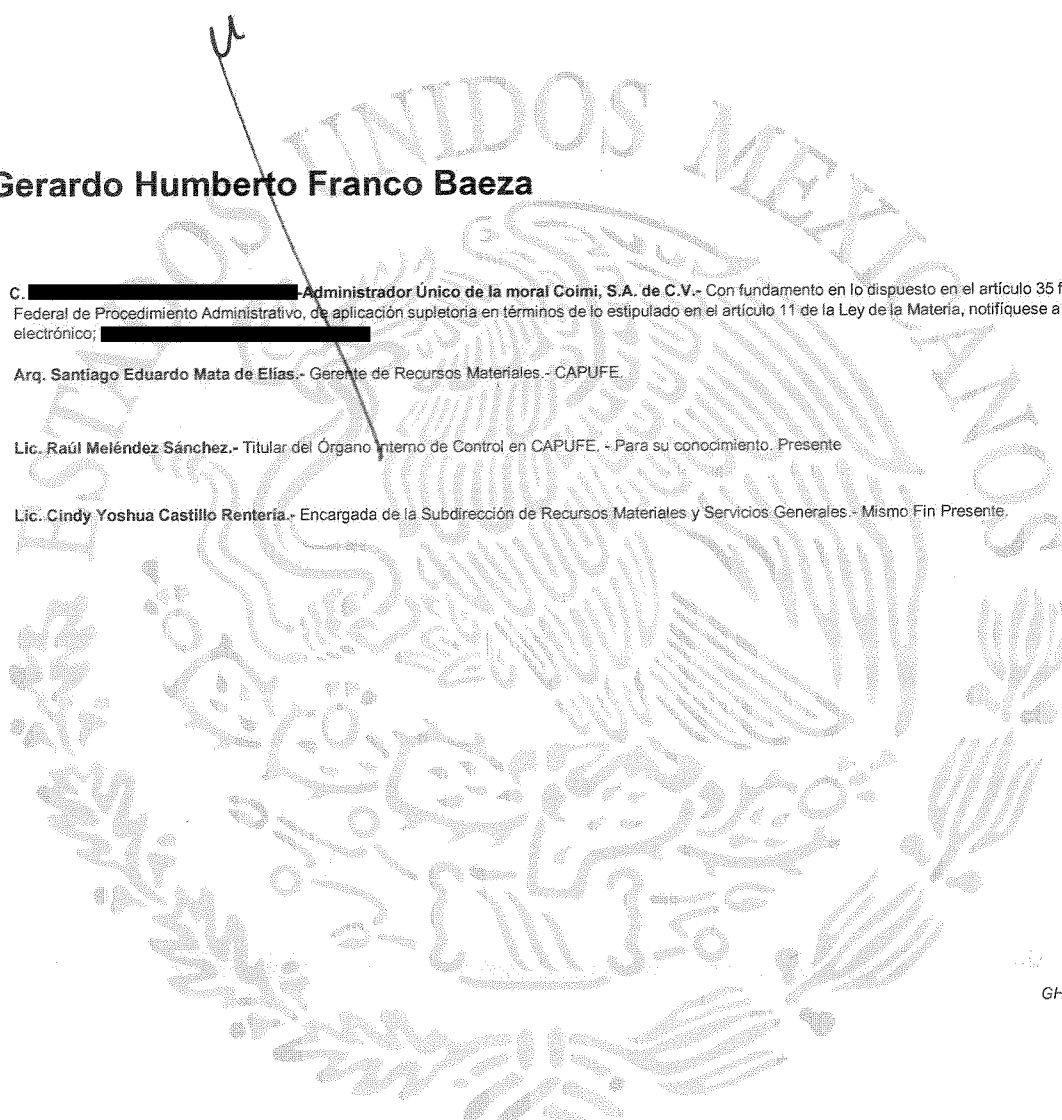 Gerardo Humberto Franco Baeza
C. -Administrador Único de la moral Coimi, S.A. de C.V.- Con fundamento en lo dispuesto en el artículo 35 f
Federal de Procedimiento Administrativo, de aplicación supletoria en términos de lo estipulado en el artículo 11 de la Ley de la Materia, notifíquese a
electrónico;
Arq. Santiago Eduardo Mata de Elías.- Gerente de Recursos Materiales.- CAPUFE.
Lic. Raúl Meléndez Sánchez.- Titular del Órgano Interno de Control en CAPUFE. - Para su conocimiento. Presente
Lic. Cindy Yoshua Castillo Rentería.- Encargada de la Subdirección de Recursos Materiales y Servicios Generales.- Mismo Fin Presente.
ESTADOS UNIDOS MEXICANOS
GH